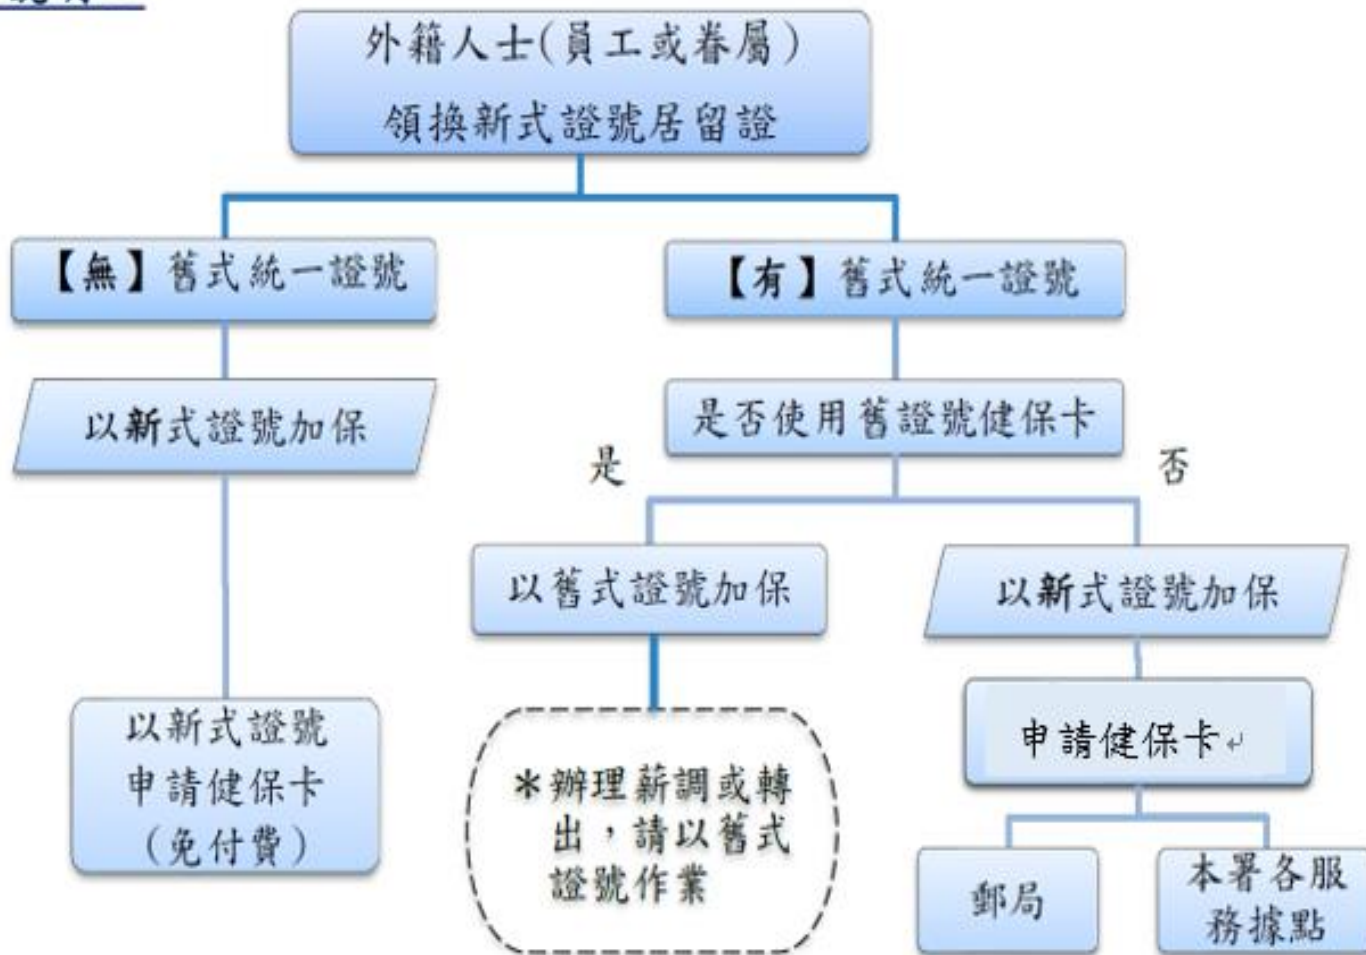 外籍人士(員工或眷屬)
領換新式證號居留證
【無】舊式統一證號
【有】舊式統一證號
以新式證號加保
是否使用舊證號健保卡
是
否
以舊式證號加保
以新式證號加保
以新式證號
申請健保卡
(免付費)
*辦理薪調或轉
出，請以舊式
證號作業
申請健保卡↵
郵局
本署各服
務據點